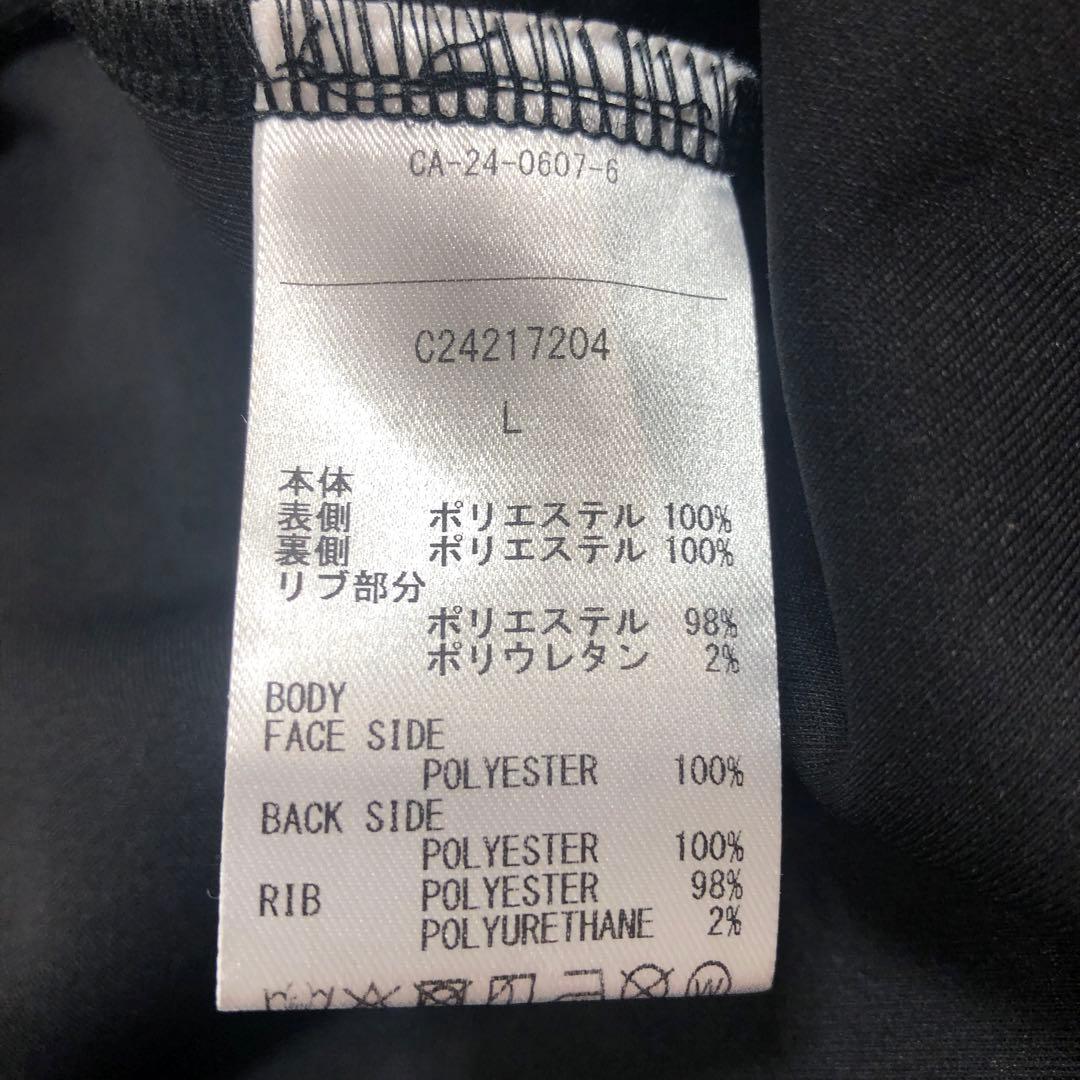 CA-24-0607-6
C24217204
L
本体
表側 ポリエステル 100%
裏側 ポリエステル 100%
リブ部分
ポリエステル 98%
ポリウレタン 2%
BODY
FACE SIDE
POLYESTER 100%
BACK SIDE
POLYESTER 100%
RIB POLYESTER 98%
POLYURETHANE 2%
W